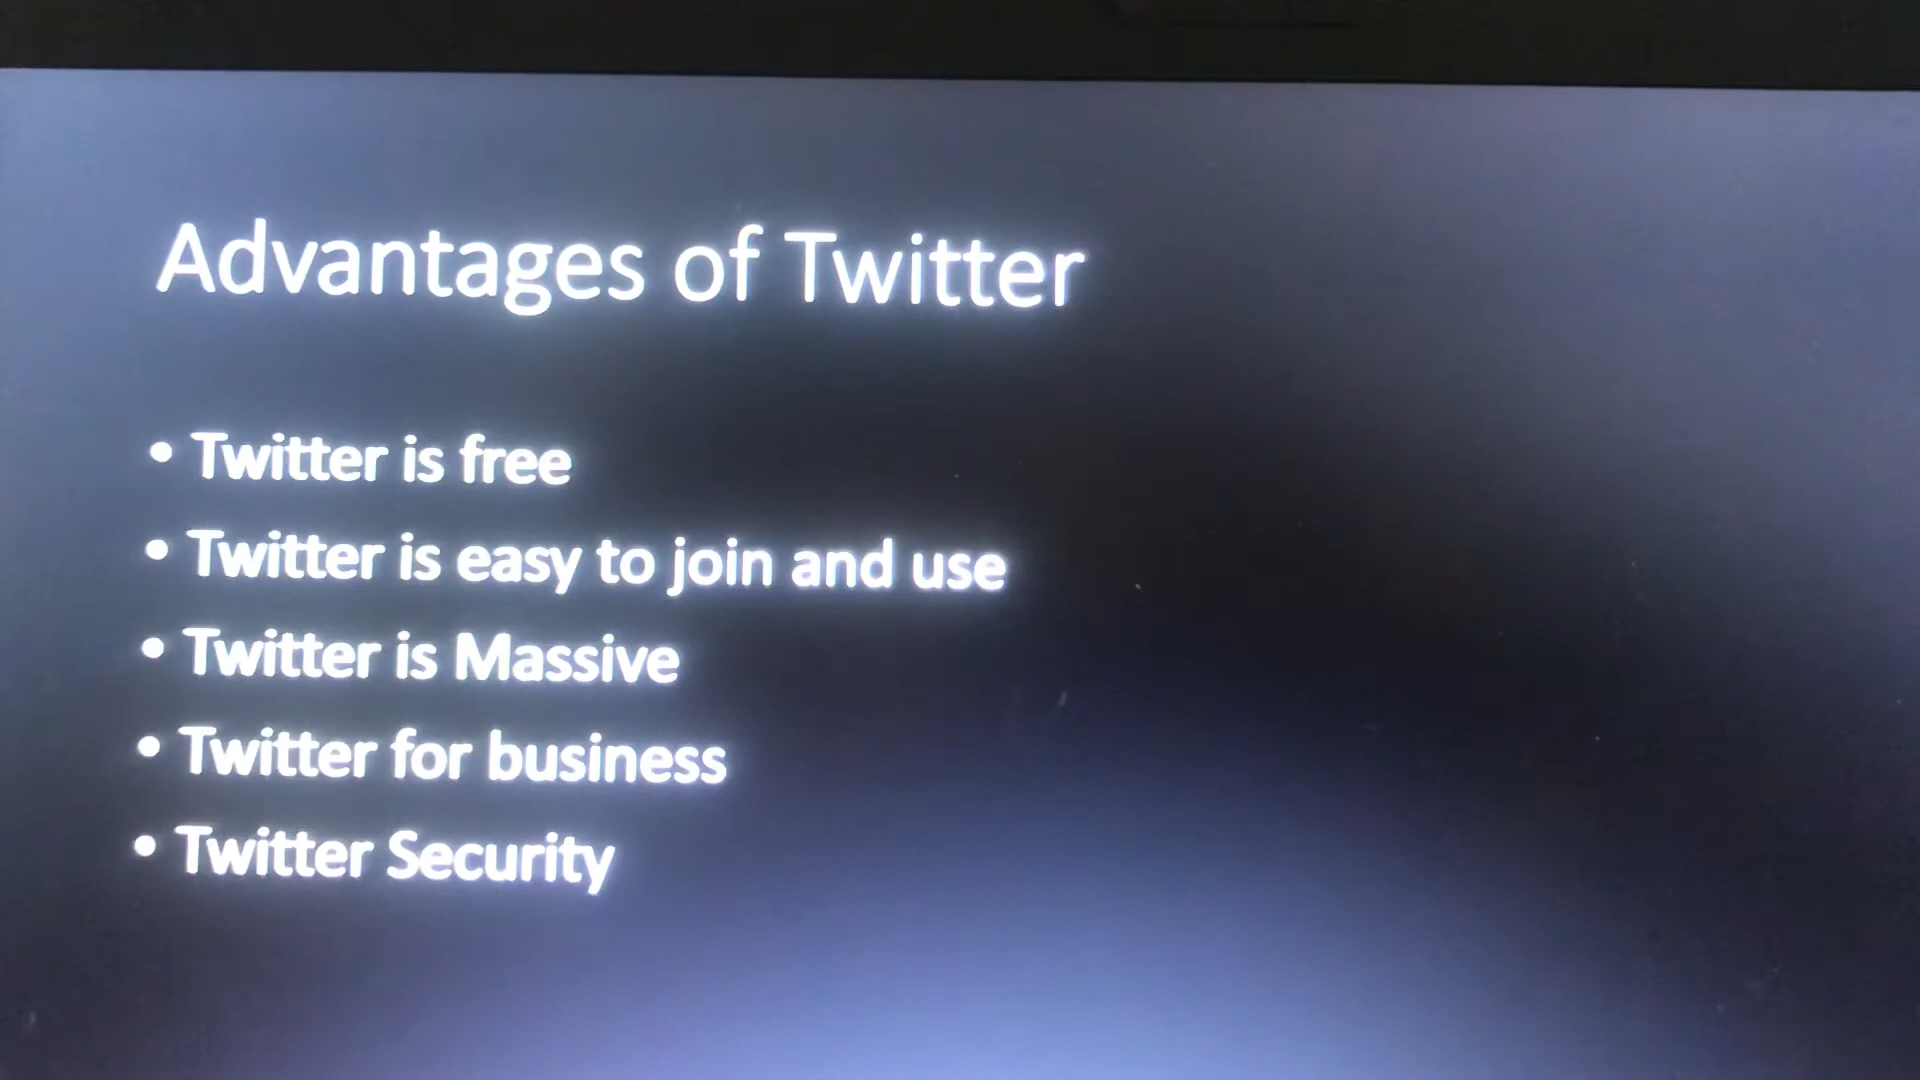 Advantages of Twitter
• Twitter is free
• Twitter is easy to join and use
• Twitter is Massive
• Twitter for business
• Twitter Security